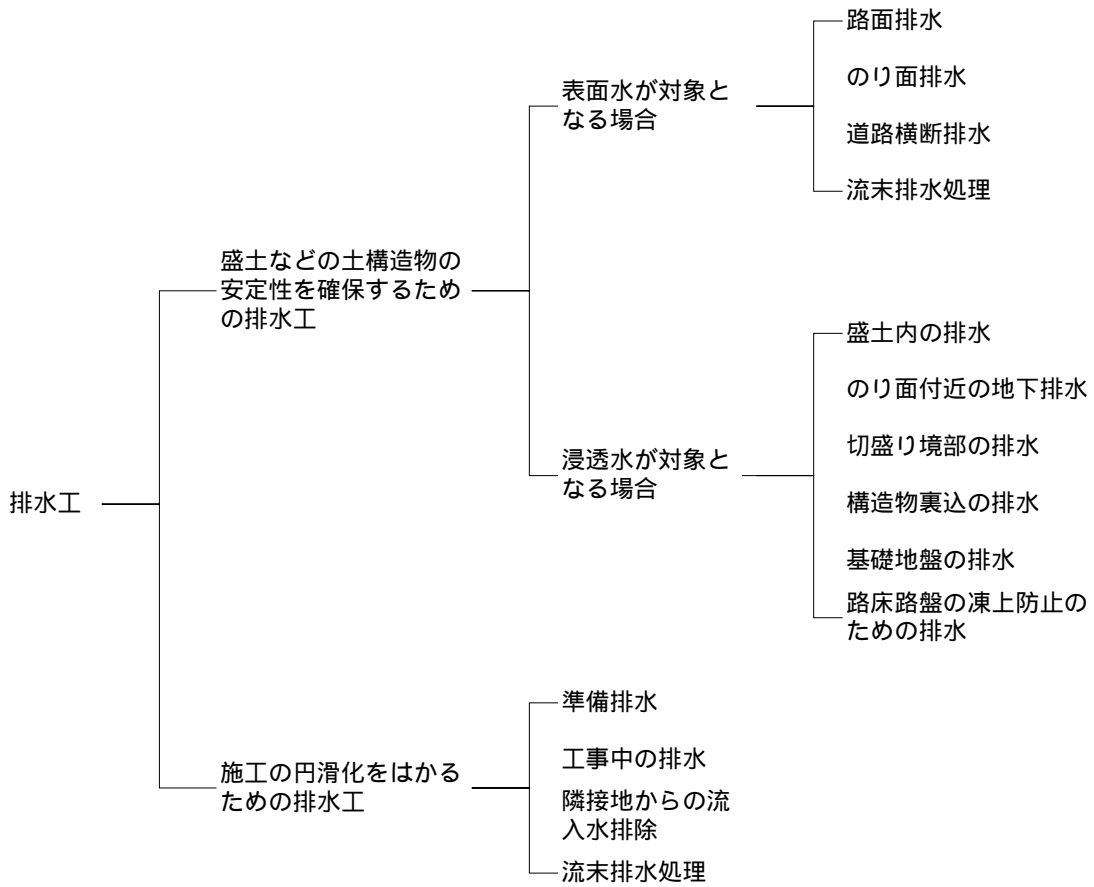 路面排水
のり面排水
表面水が対象と
なる場合
道路横断排水
流末排水処理
盛土などの土構造物の
安定性を確保するため
の排水工
盛土内の排水
のり面付近の地下排水
浸透水が対象と
なる場合
切盛り境部の排水
排水工
構造物裏込の排水
基礎地盤の排水
路床路盤の凍上防止の
ための排水
準備排水
工事中の排水
施工の円滑化をはかる
ための排水工
隣接地からの流
入水排除
流末排水処理